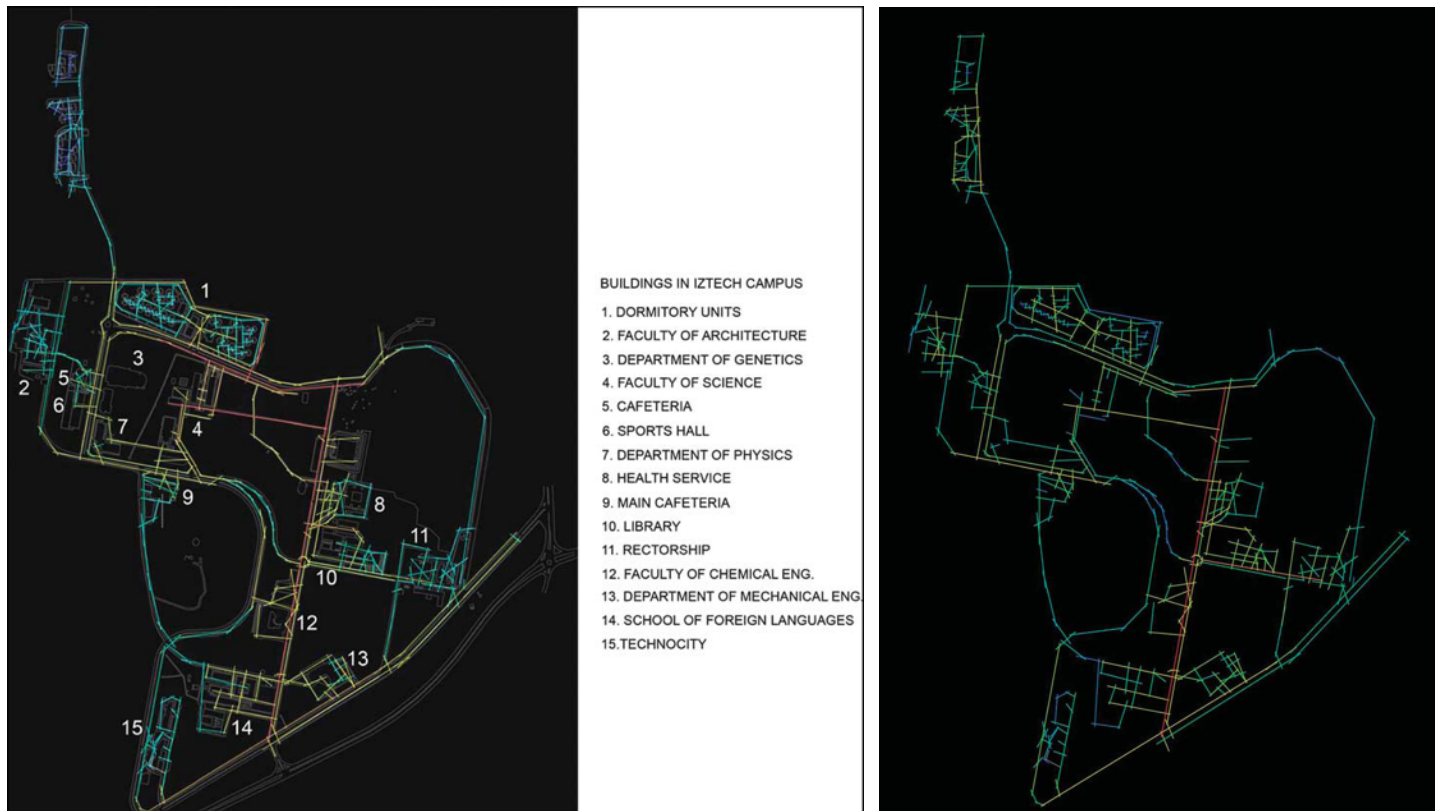 1
2
3
5
6
7
4
9
8
11
10
12
13
14
15
BUILDINGS IN IZTECH CAMPUS
1. DORMITORY UNITS
2. FACULTY OF ARCHITECTURE
3. DEPARTMENT OF GENETICS
4. FACULTY OF SCIENCE
5. CAFETERIA
6. SPORTS HALL
7. DEPARTMENT OF PHYSICS
8. HEALTH SERVICE
9. MAIN CAFETERIA
10. LIBRARY
11. RECTORSHIP
12. FACULTY OF CHEMICAL ENG.
13. DEPARTMENT OF MECHANICAL ENG.
14. SCHOOL OF FOREIGN LANGUAGES
15.TECHNOCITY